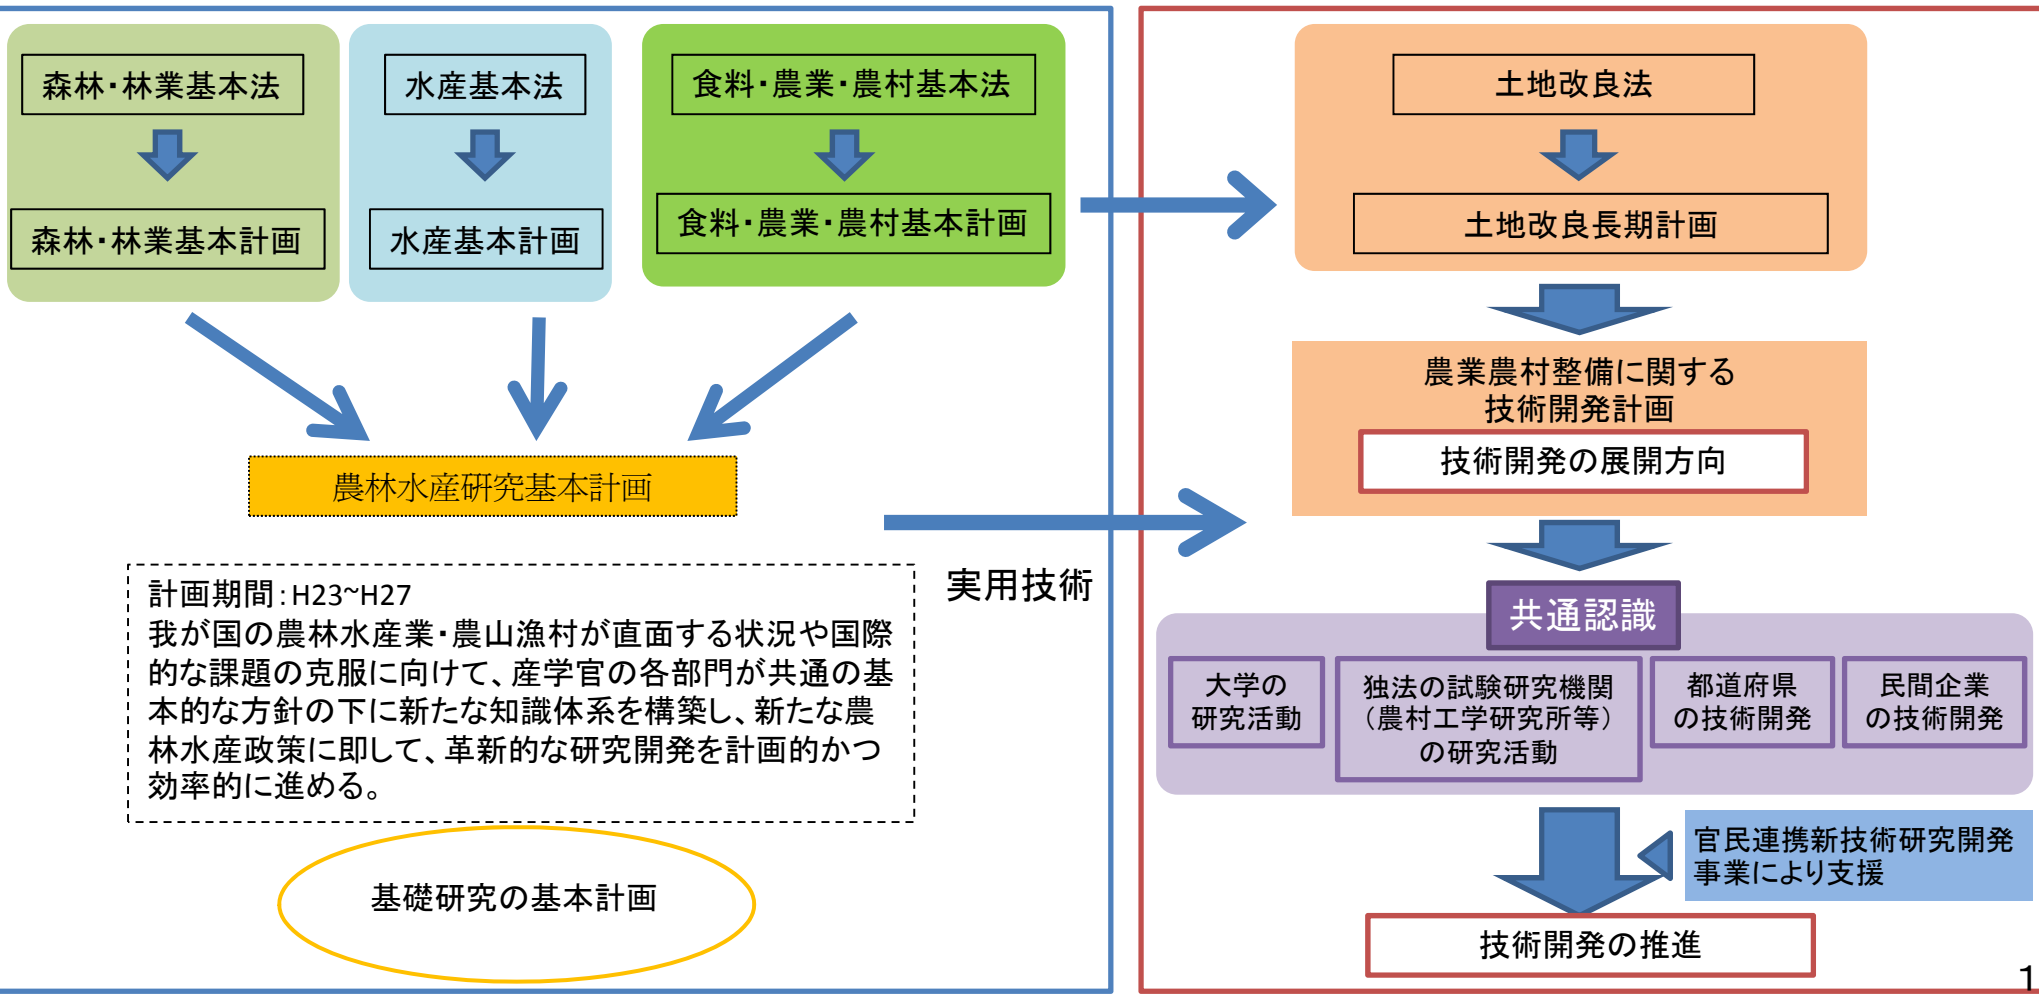 森林・林業基本法
森林・林業基本計画
水産基本法
水産基本計画
食料・農業・農村基本法
食料・農業・農村基本計画
農林水産研究基本計画
計画期間：H23~H27
我が国の農林水産業・農山漁村が直面する状況や国際
的な課題の克服に向けて、産学官の各部門が共通の基
本的な方針の下に新たな知識体系を構築し、新たな農
林水産政策に即して、革新的な研究開発を計画的かつ
効率的に進める。
基礎研究の基本計画
実用技術
土地改良法
土地改良長期計画
農業農村整備に関する
技術開発計画
技術開発の展開方向
共通認識
大学の
研究活動
独法の試験研究機関
（農村工学研究所等）
の研究活動
都道府県
の技術開発
民間企業
の技術開発
官民連携新技術研究開発
事業により支援
技術開発の推進
1